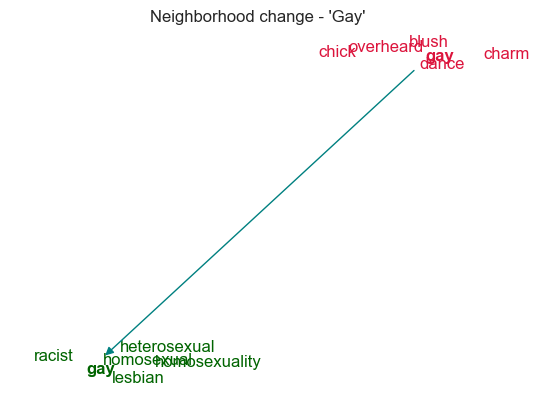 Neighborhood change - 'Gay'
blush
overheard
chick
gay
charm
dance
heterosexual
racist
homosexual
homosexuality
gay
lesbian